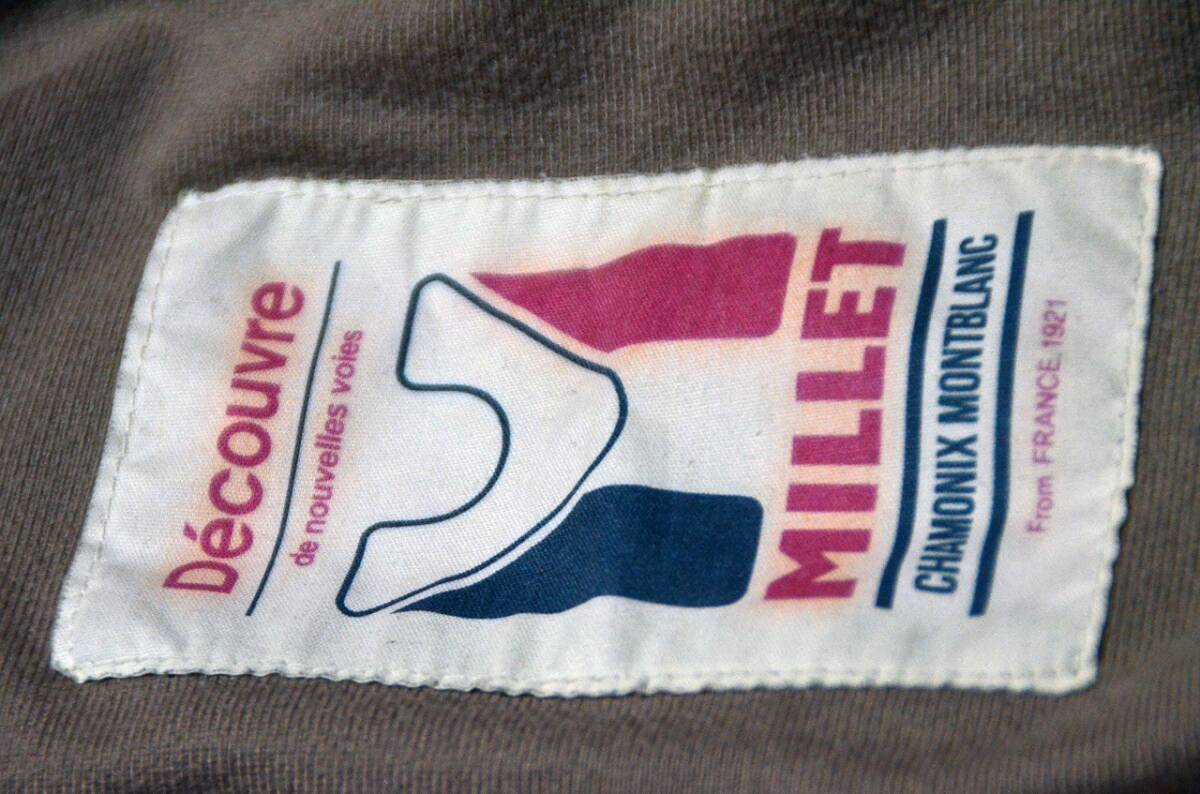 Découvre
de nouvelles voies
MILLET
CHAMONIX MONTBLANC
From FRANCE, 1921